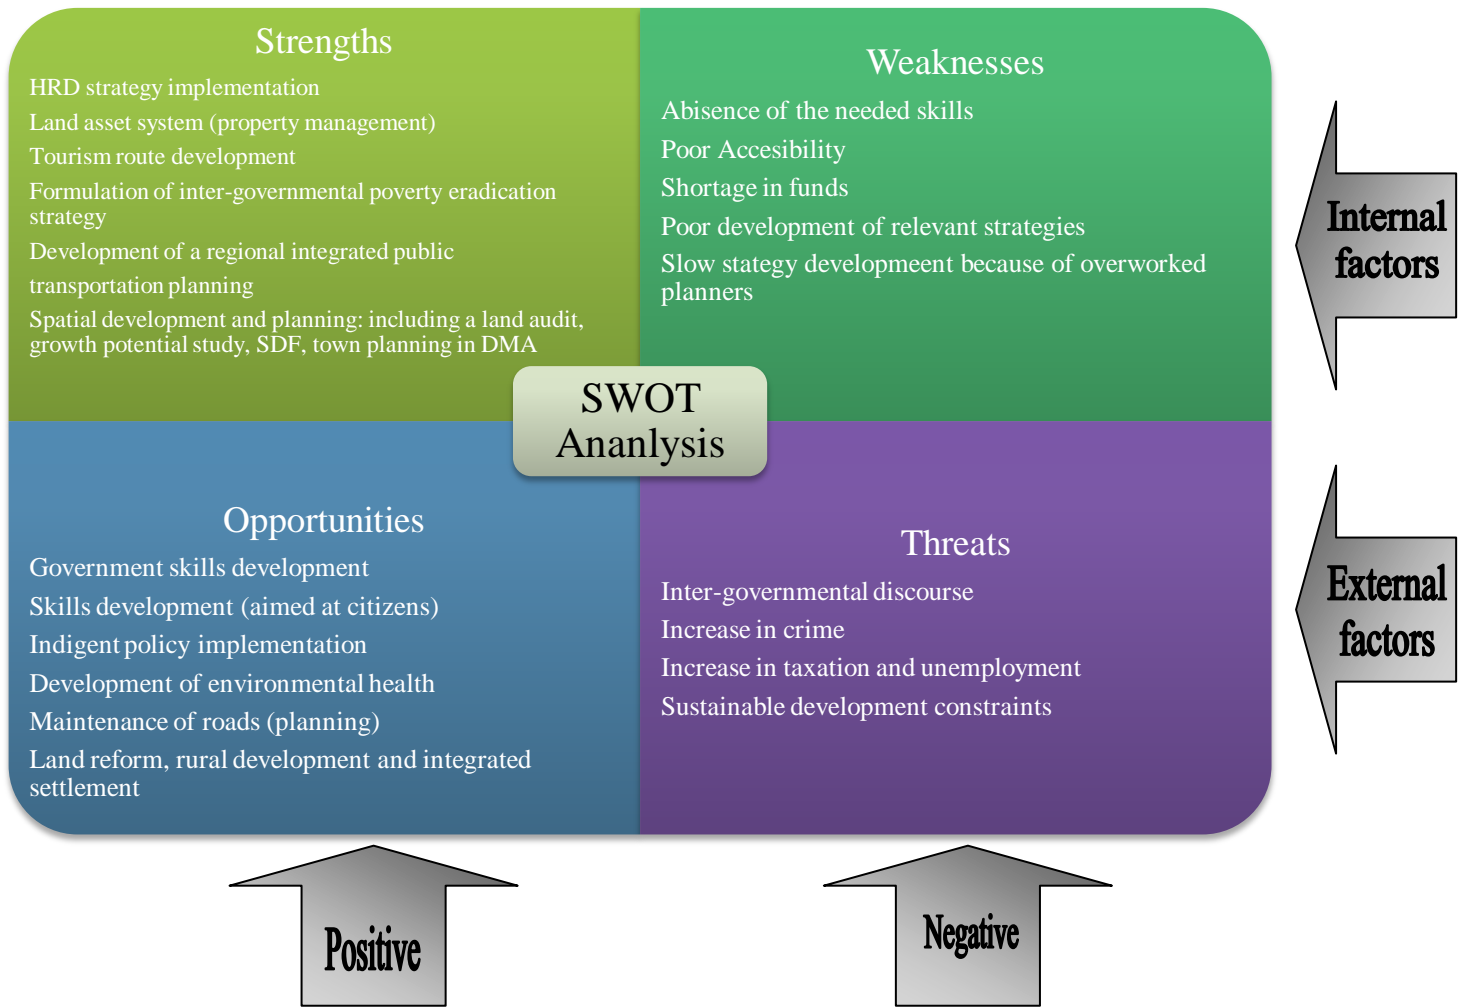 Strengths
HRD strategy implementation
Land asset system (property management)
Tourism route development
Formulation of inter-governmental poverty eradication
strategy
Development of a regional integrated public
transportation planning
Spatial development and planning: including a land audit,
growth potential study, SDF, town planning in DMA
Weaknesses
Abisence of the needed skills
Poor Accesibility
Shortage in funds
Poor development of relevant strategies
Slow stategy developmeent because of overworked
planners
SWOT
Ananlysis
Opportunities
Government skills development
Skills development (aimed at citizens)
Indigent policy implementation
Development of environmental health
Maintenance of roads (planning)
Land reform, rural development and integrated
settlement
Threats
Inter-governmental discourse
Increase in crime
Increase in taxation and unemployment
Sustainable development constraints
Internal
factors
External
factors
Positive
Negative